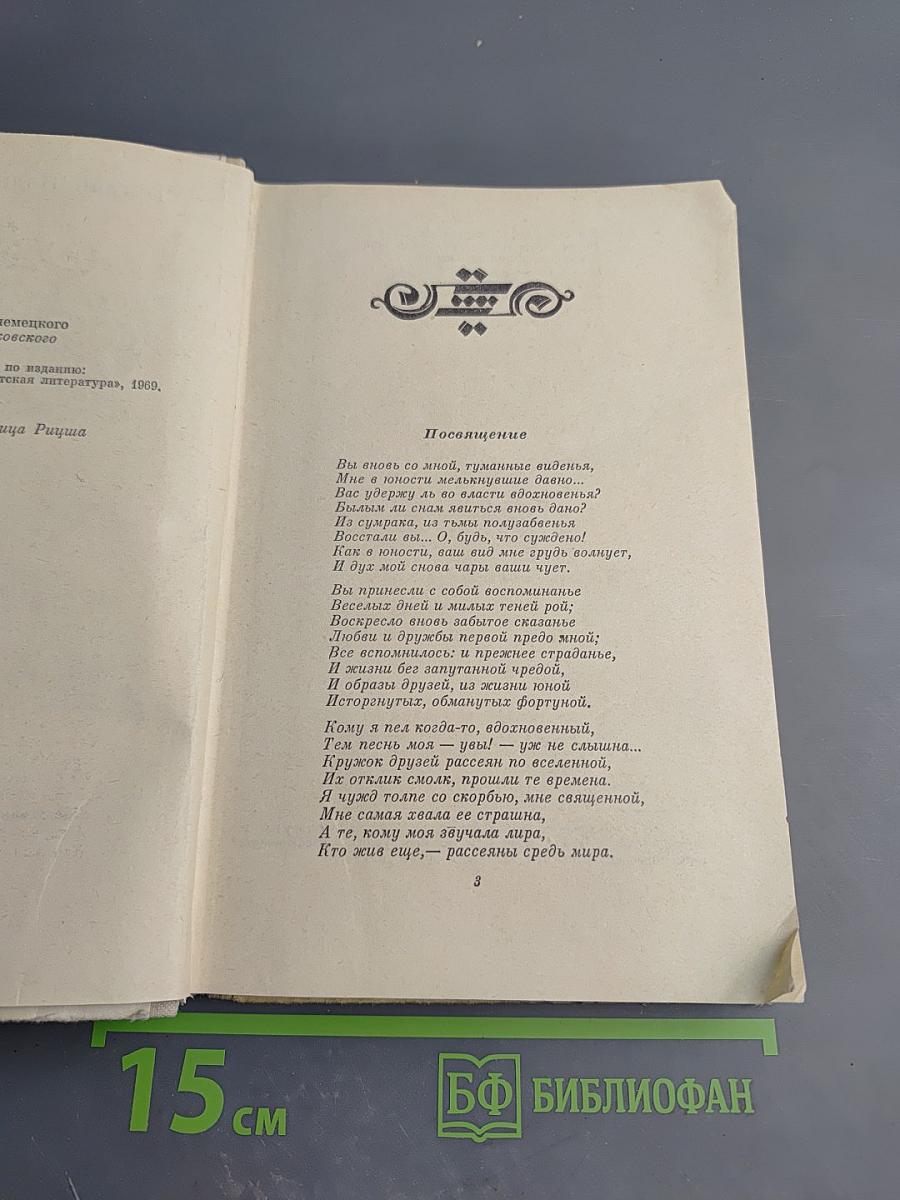 немецкого
ковского
по изданию:
тская литература», 1969.
ица Рицша
Посвящение
Вы вновь со мной, туманные виденья,
Мне в юности мелькнувшие давно...
Вас удержу ль во власти вдохновенья?
Былым ли снам явиться вновь дано?
Из сумрака, из тьмы полузабвенья
Восстали вы... О, будь, что суждено!
Как в юности, ваш вид мне грудь волнует,
И дух мой снова чары ваши чует.
Вы принесли с собой воспоминанье
Веселых дней и милых теней рой;
Воскресло вновь забытое сказанье
Любви и дружбы первой предо мной;
Все вспомнилось: и прежнее страданье,
И жизни бег запутанной чредой,
И образы друзей, из жизни юной
Исторгнутых, обманутых фортуной.
Кому я пел когда-то, вдохновенный,
Тем песнь моя — увы! — уж не слышна...
Кружок друзей рассеян по вселенной,
Их отклик смолк, прошли те времена.
Я чужд толпе со скорбью, мне священной,
Мне самая хвала ее страшна,
А те, кому моя звучала лира,
Кто жив еще,— рассеяны средь мира.
3
15 см
БФ БИБЛИОФАН